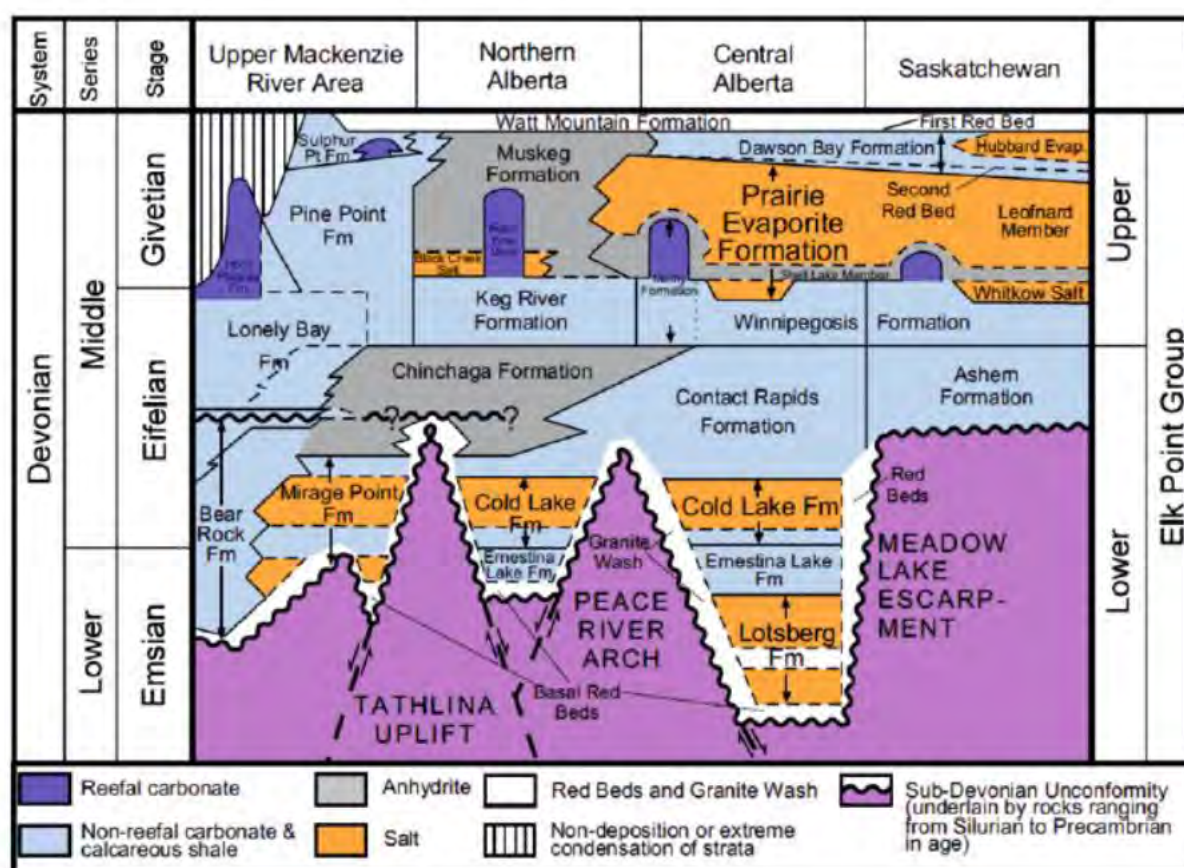 System
Series
Stage
Upper Mackenzie
River Area
Northern
Alberta
Central
Alberta
Saskatchewan
Devonian
Middle
Lower
Givetian
Eifelian
Emsian
Watt Mountain Formation
First Red Bed
Sulphur
Pt Fm
Muskeg
Formation
Dawson Bay Formation
Hubbard Evap.
Pine Point
Fm
Prairie
Evaporite
Formation
Second
Red Bed
Leofnard
Member
Black Creek
Salt
Shell Lake Member
Formation
Whitkow Salt
Keg River
Formation
Winnipegosis Formation
Lonely Bay
Fm
Chinchaga Formation
Contact Rapids
Formation
Ashern
Formation
? ?
Bear
Rock
Fm
Mirage Point
Fm
Cold Lake
Fm
Cold Lake Fm
Red
Beds
Granite
Wash
Ernestina
Lake Fm
Ernestina Lake
Fm
Lotsberg
Fm
MEADOW
LAKE
ESCARP-
MENT
PEACE
RIVER
ARCH
TATHLINA
UPLIFT
Basal Red
Beds
Upper
Lower
Elk Point Group
Reefal carbonate
Non-reefal carbonate &
calcareous shale
Anhydrite
Salt
Red Beds and Granite Wash
Non-deposition or extreme
condensation of strata
Sub-Devonian Unconformity
(underlain by rocks ranging
from Silurian to Precambrian
in age)